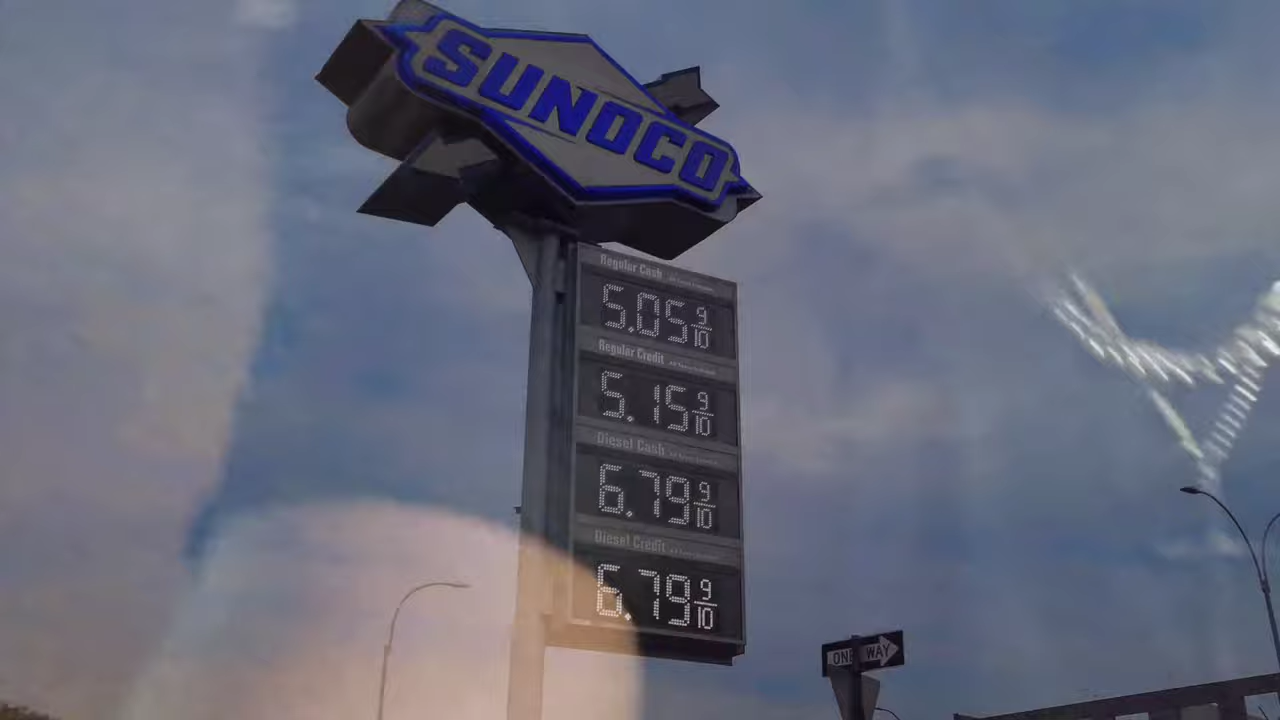 SUNOCO
Regular Cash
5.05 9/10
Regular Credit
5.15 9/10
Diesel Cash
6.79 9/10
Diesel Credit
6.79 9/10
ONE WAY